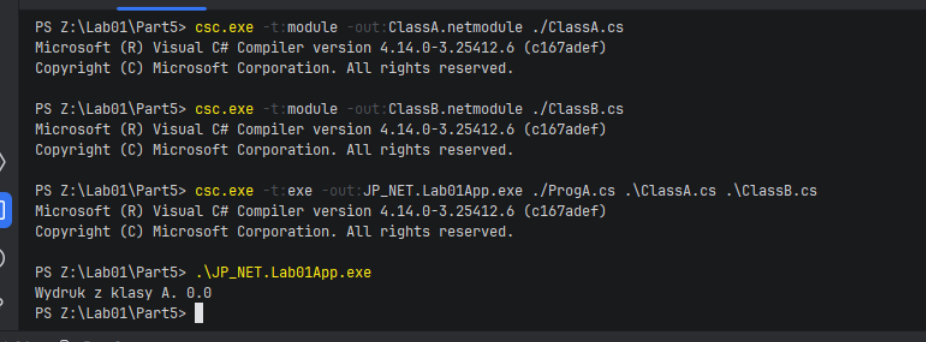 PS Z:\Lab01\Part5> csc.exe -t:module -out:ClassA.netmodule ./ClassA.cs
Microsoft (R) Visual C# Compiler version 4.14.0-3.25412.6 (c167adef)
Copyright (C) Microsoft Corporation. All rights reserved.
PS Z:\Lab01\Part5> csc.exe -t:module -out:ClassB.netmodule ./ClassB.cs
Microsoft (R) Visual C# Compiler version 4.14.0-3.25412.6 (c167adef)
Copyright (C) Microsoft Corporation. All rights reserved.
PS Z:\Lab01\Part5> csc.exe -t:exe -out:JP_NET.Lab01App.exe ./ProgA.cs .\ClassA.cs .\ClassB.cs
Microsoft (R) Visual C# Compiler version 4.14.0-3.25412.6 (c167adef)
Copyright (C) Microsoft Corporation. All rights reserved.
PS Z:\Lab01\Part5> .\JP_NET.Lab01App.exe
Wydruk z klasy A. 0.0
PS Z:\Lab01\Part5>